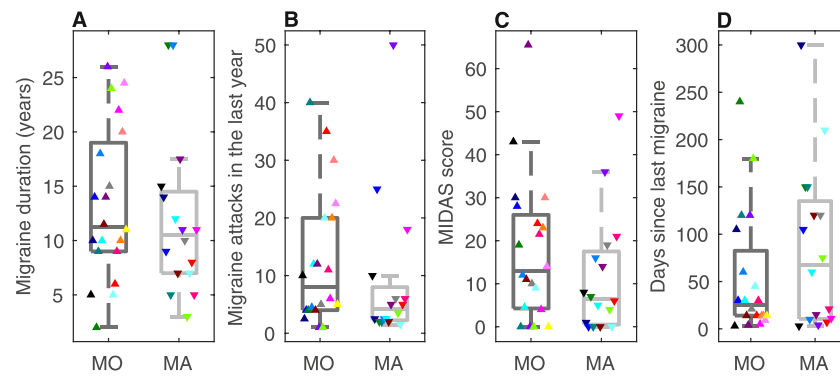 A
B
C
D
Migraine duration (years)
25
20
15
10
5
MO
MA
Migraine attacks in the last year
50
40
30
20
10
0
MO
MA
MIDAS score
60
50
40
30
20
10
0
MO
MA
Days since last migraine
300
250
200
150
100
50
0
MO
MA